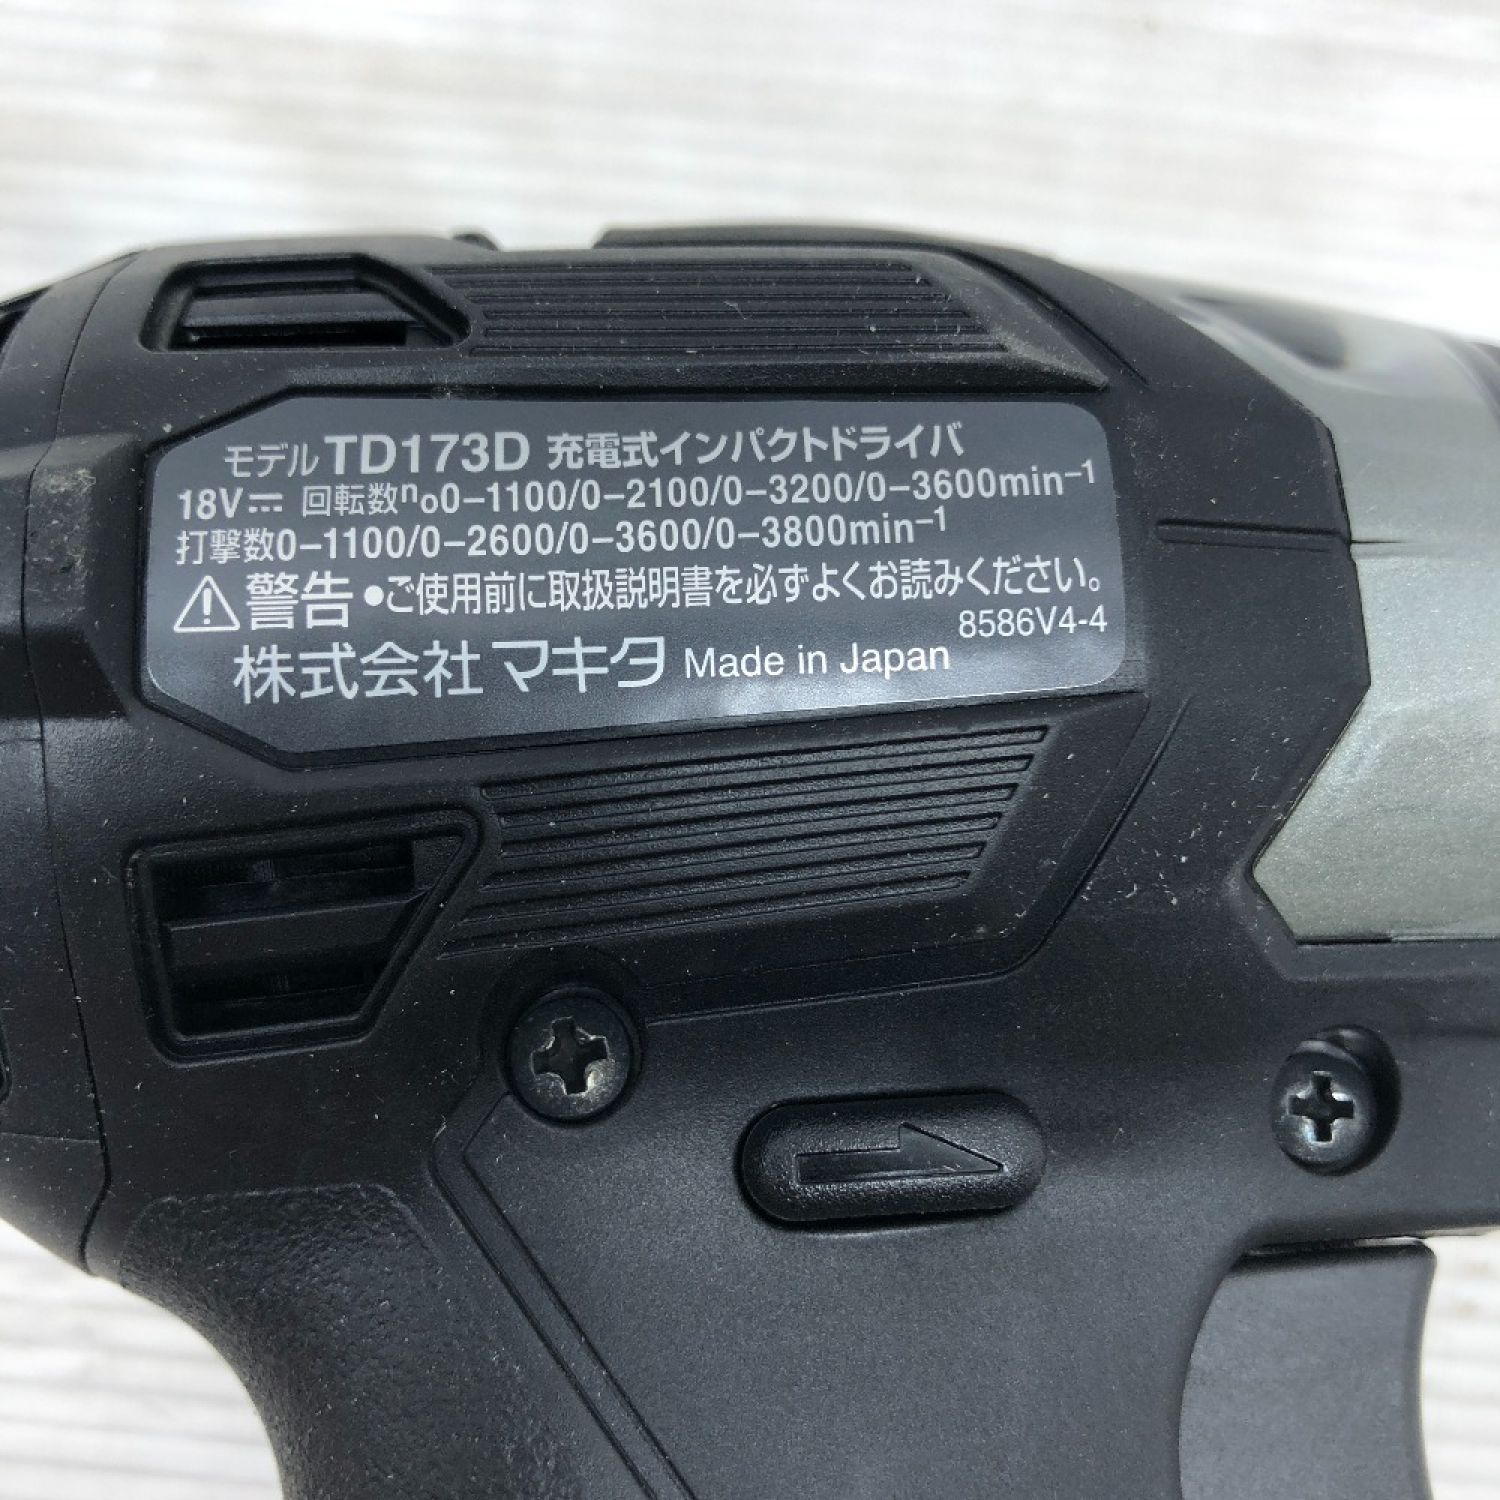 モデル TD173D 充電式インパクトドライバ
18V⎓ 回転数n₀0-1100/0-2100/0-3200/0-3600min⁻¹
打撃数0-1100/0-2600/0-3600/0-3800min⁻¹
⚠警告 ●ご使用前に取扱説明書を必ずよくお読みください。
8586V4-4
株式会社 マキタ Made in Japan